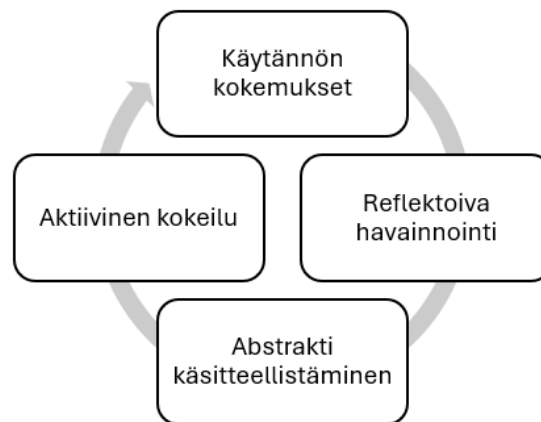 Käytännön
kokemukset
Reflektoiva
havainnointi
Abstrakti
käsitteellistäminen
Aktiivinen kokeilu